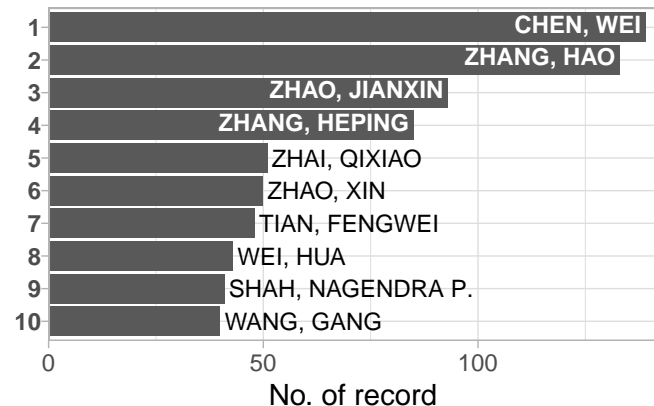 1 CHEN, WEI
2 ZHANG, HAO
3 ZHAO, JIANXIN
4 ZHANG, HEPING
5 ZHAI, QIXIAO
6 ZHAO, XIN
7 TIAN, FENGWEI
8 WEI, HUA
9 SHAH, NAGENDRA P.
10 WANG, GANG
0 50 100
No. of record